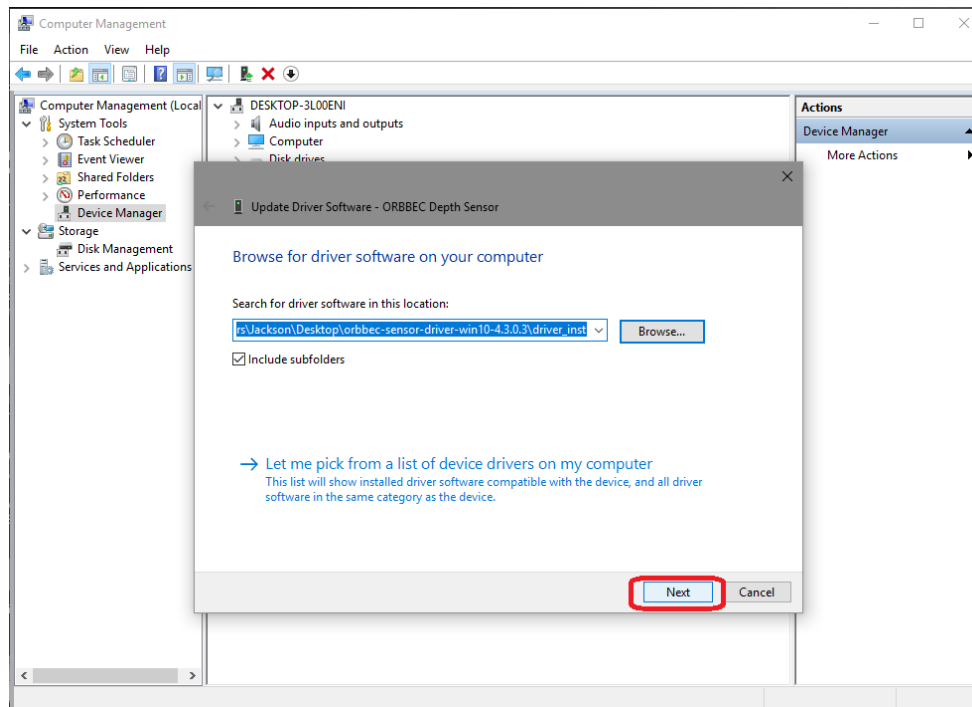 Computer Management
File Action View Help
Computer Management (Local
System Tools
Task Scheduler
Event Viewer
Shared Folders
Performance
Device Manager
Storage
Disk Management
Services and Applications
DESKTOP-3L00ENI
Audio inputs and outputs
Computer
Disk drives
Actions
Device Manager
More Actions
Update Driver Software - ORBBEC Depth Sensor
Browse for driver software on your computer
Search for driver software in this location:
rs\Jackson\Desktop\orbbec-sensor-driver-win10-4.3.0.3\driver_inst
Browse...
Include subfolders
Let me pick from a list of device drivers on my computer
This list will show installed driver software compatible with the device, and all driver
software in the same category as the device.
Next
Cancel